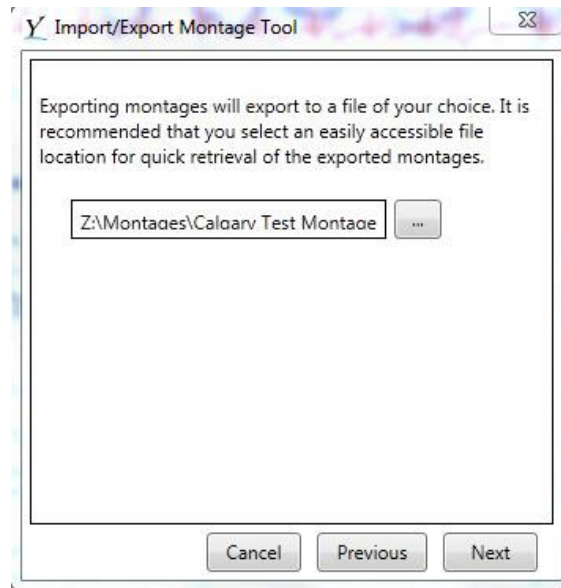 Import/Export Montage Tool
Exporting montages will export to a file of your choice. It is
recommended that you select an easily accessible file
location for quick retrieval of the exported montages.
Z:\Montages\Calgary Test Montage ...
Cancel Previous Next